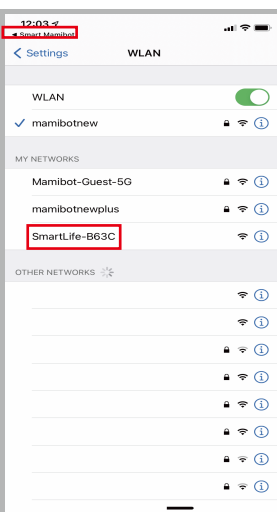 12:03
◀ Smart Mamibot
Settings
WLAN
WLAN
mamibotnew
MY NETWORKS
Mamibot-Guest-5G
mamibotnewplus
SmartLife-B63C
OTHER NETWORKS